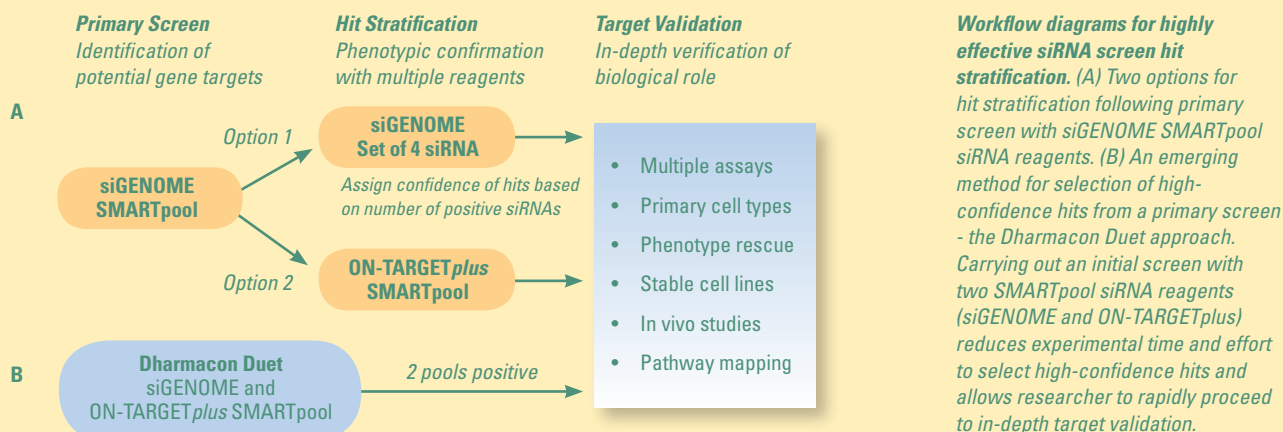 Primary Screen
Identification of
potential gene targets
Hit Stratification
Phenotypic confirmation
with multiple reagents
Target Validation
In-depth verification of
biological role
A
siGENOME
SMARTpool
Option 1
siGENOME
Set of 4 siRNA
Assign confidence of hits based
on number of positive siRNAs
Option 2
ON-TARGETplus
SMARTpool
• Multiple assays
• Primary cell types
• Phenotype rescue
• Stable cell lines
• In vivo studies
• Pathway mapping
B
Dharmacon Duet
siGENOME and
ON-TARGETplus SMARTpool
2 pools positive
Workflow diagrams for highly
effective siRNA screen hit
stratification. (A) Two options for
hit stratification following primary
screen with siGENOME SMARTpool
siRNA reagents. (B) An emerging
method for selection of high-
confidence hits from a primary screen
- the Dharmacon Duet approach.
Carrying out an initial screen with
two SMARTpool siRNA reagents
(siGENOME and ON-TARGETplus)
reduces experimental time and effort
to select high-confidence hits and
allows researcher to rapidly proceed
to in-depth target validation.